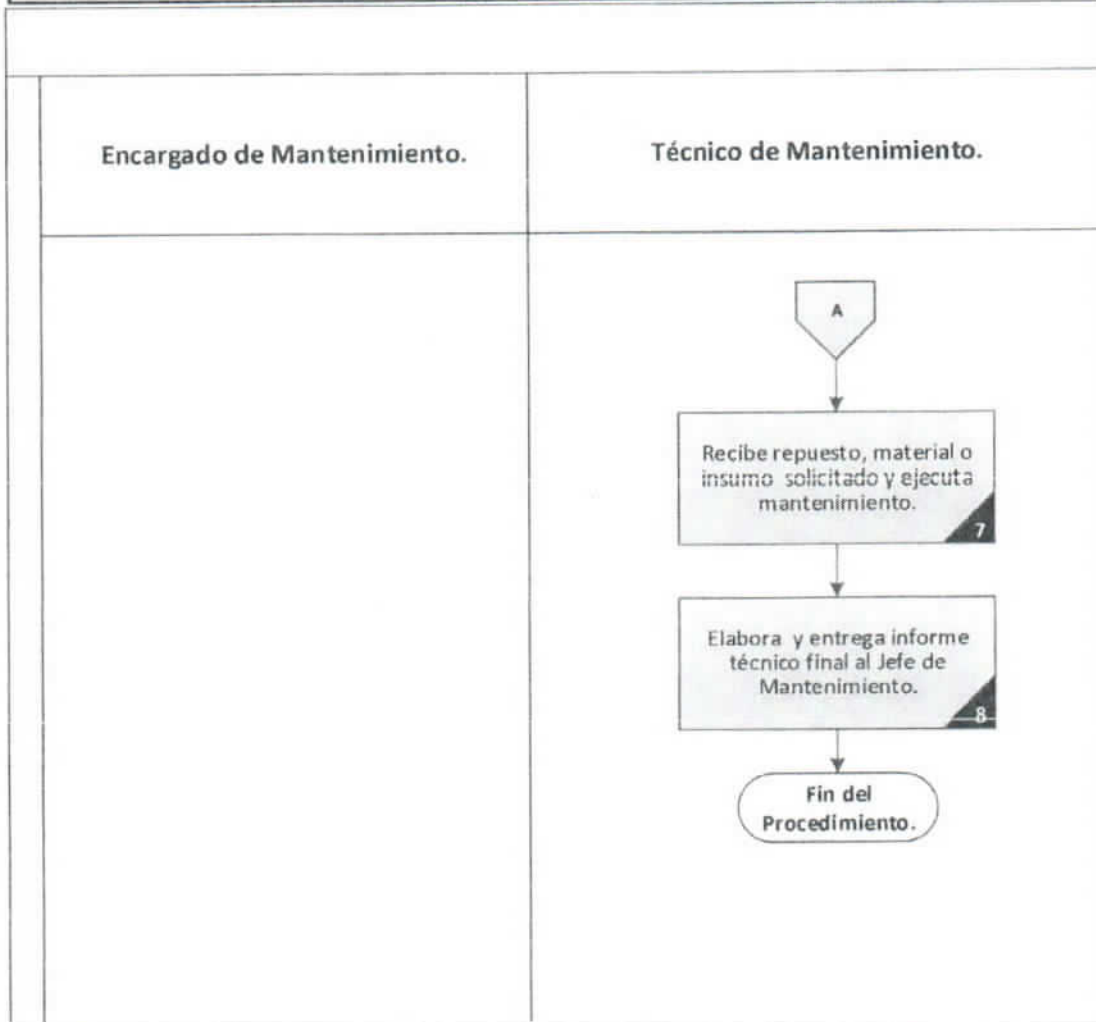 Encargado de Mantenimiento.
Técnico de Mantenimiento.
A
Recibe repuesto, material o
insumo solicitado y ejecuta
mantenimiento.
7
Elabora y entrega informe
técnico final al Jefe de
Mantenimiento.
8
Fin del
Procedimiento.